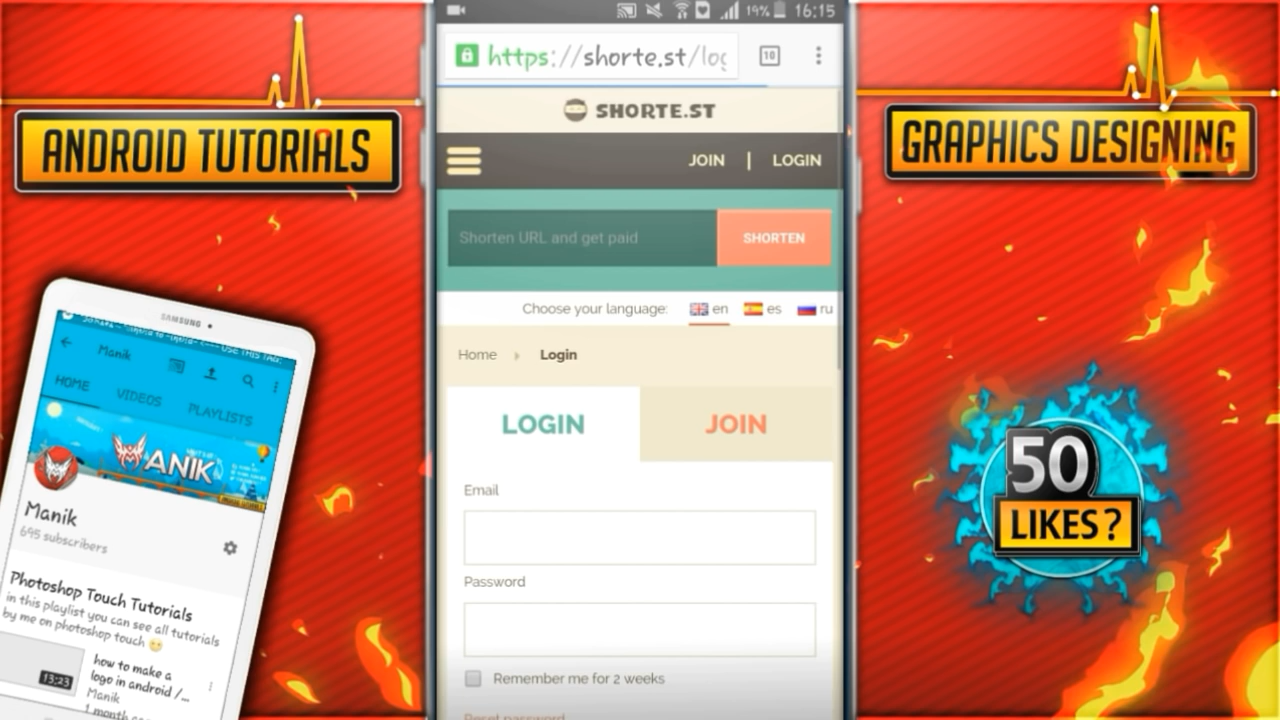 ANDROID TUTORIALS
SAMSUNG
Manik
HOME VIDEOS PLAYLISTS
MANIK
Manik
695 subscribers
Photoshop Touch Tutorials
in this playlist you can see all tutorials
by me on photoshop touch
13:23
how to make a
logo in android /...
Manik
19% 16:15
https://shorte.st/log
10
SHORTE.ST
JOIN | LOGIN
Shorten URL and get paid
SHORTEN
Choose your language: en es ru
Home Login
LOGIN JOIN
Email
Password
Remember me for 2 weeks
Reset password
GRAPHICS DESIGNING
50
LIKES?